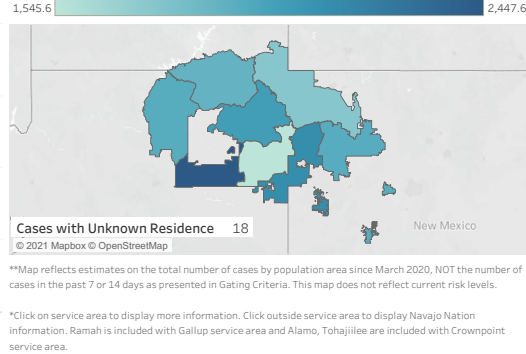 1,545.6 2,447.6
New Mexico
Cases with Unknown Residence 18
© 2021 Mapbox © OpenStreetMap
**Map reflects estimates on the total number of cases by population area since March 2020, NOT the number of
cases in the past 7 or 14 days as presented in Gating Criteria. This map does not reflect current risk levels.
*Click on service area to display more information. Click outside service area to display Navajo Nation
information. Ramah is included with Gallup service area and Alamo, Tohajiilee are included with Crownpoint
service area.